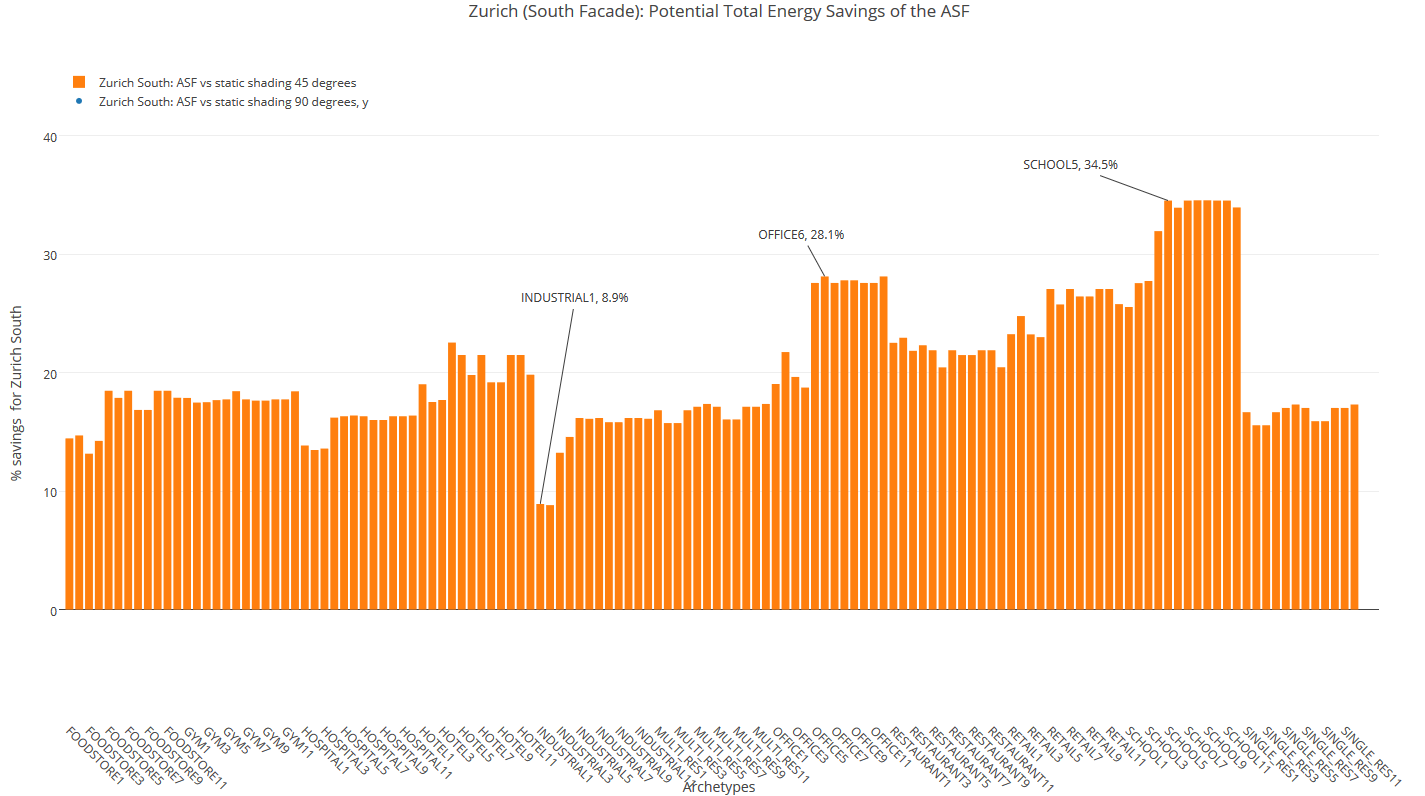 Zurich (South Facade): Potential Total Energy Savings of the ASF
Zurich South: ASF vs static shading 45 degrees
Zurich South: ASF vs static shading 90 degrees, y
40
SCHOOL5, 34.5%
OFFICE6, 28.1%
30
INDUSTRIAL1, 8.9%
20
10
0
% savings for Zurich South
FOODSTORE1
FOODSTORE3
FOODSTORE5
FOODSTORE7
FOODSTORE9
FOODSTORE11
GYM1
GYM3
GYM5
GYM7
GYM9
GYM11
HOSPITAL1
HOSPITAL3
HOSPITAL5
HOSPITAL7
HOSPITAL9
HOSPITAL11
HOTEL1
HOTEL3
HOTEL5
HOTEL7
HOTEL9
HOTEL11
INDUSTRIAL1
INDUSTRIAL3
INDUSTRIAL5
INDUSTRIAL7
INDUSTRIAL9
INDUSTRIAL11
MULTI_RES1
MULTI_RES3
MULTI_RES5
MULTI_RES7
MULTI_RES9
MULTI_RES11
OFFICE1
OFFICE3
OFFICE5
OFFICE7
OFFICE9
OFFICE11
RESTAURANT1
RESTAURANT3
RESTAURANT5
RESTAURANT7
RESTAURANT9
RESTAURANT11
RETAIL1
RETAIL3
RETAIL5
RETAIL7
RETAIL9
RETAIL11
SCHOOL1
SCHOOL3
SCHOOL5
SCHOOL7
SCHOOL9
SCHOOL11
SINGLE_RES1
SINGLE_RES3
SINGLE_RES5
SINGLE_RES7
SINGLE_RES9
SINGLE_RES11
Archetypes